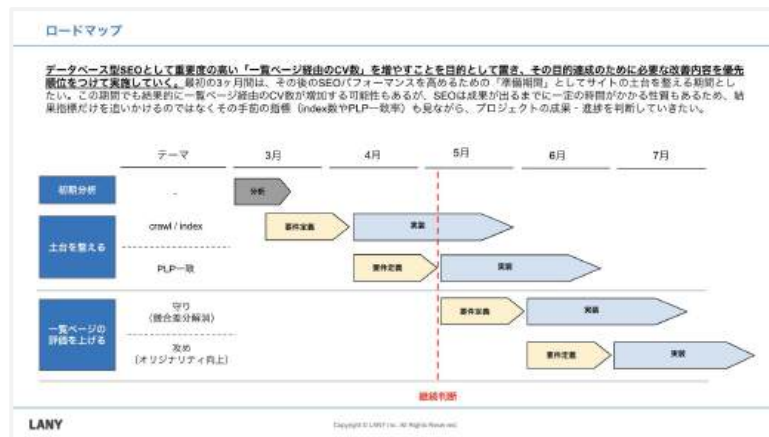 ロードマップ
データベース型SEOとして重要度の高い「一覧ページ経由のCV数」を増やすことを目的として置き、その目的達成のために必要な改善内容を優先
順位をつけて実施していく。最初の3ヶ月間は、その後のSEOパフォーマンスを高めるための「準備期間」としてサイトの土台を整える期間とし
たい。この期間でも結果的に一覧ページ経由のCV数が増加する可能性もあるが、SEOは成果が出るまでに一定の時間がかかる性質もあるため、結
果指標だけを追いかけるのではなくその手前の指標（index数やPLP一致率）も見ながら、プロジェクトの成果・進捗を判断していきたい。
テーマ 3月 4月 5月 6月 7月
初期分析 - 分析
土台を整える
crawl / index 要件定義 実装
PLP一致 要件定義 実装
一覧ページの
評価を上げる
守り
（競合差分解消）
要件定義 実装
攻め
（オリジナリティ向上）
要件定義 実装
継続判断
LANY
Copyright © LANY Inc. All Rights Reserved.